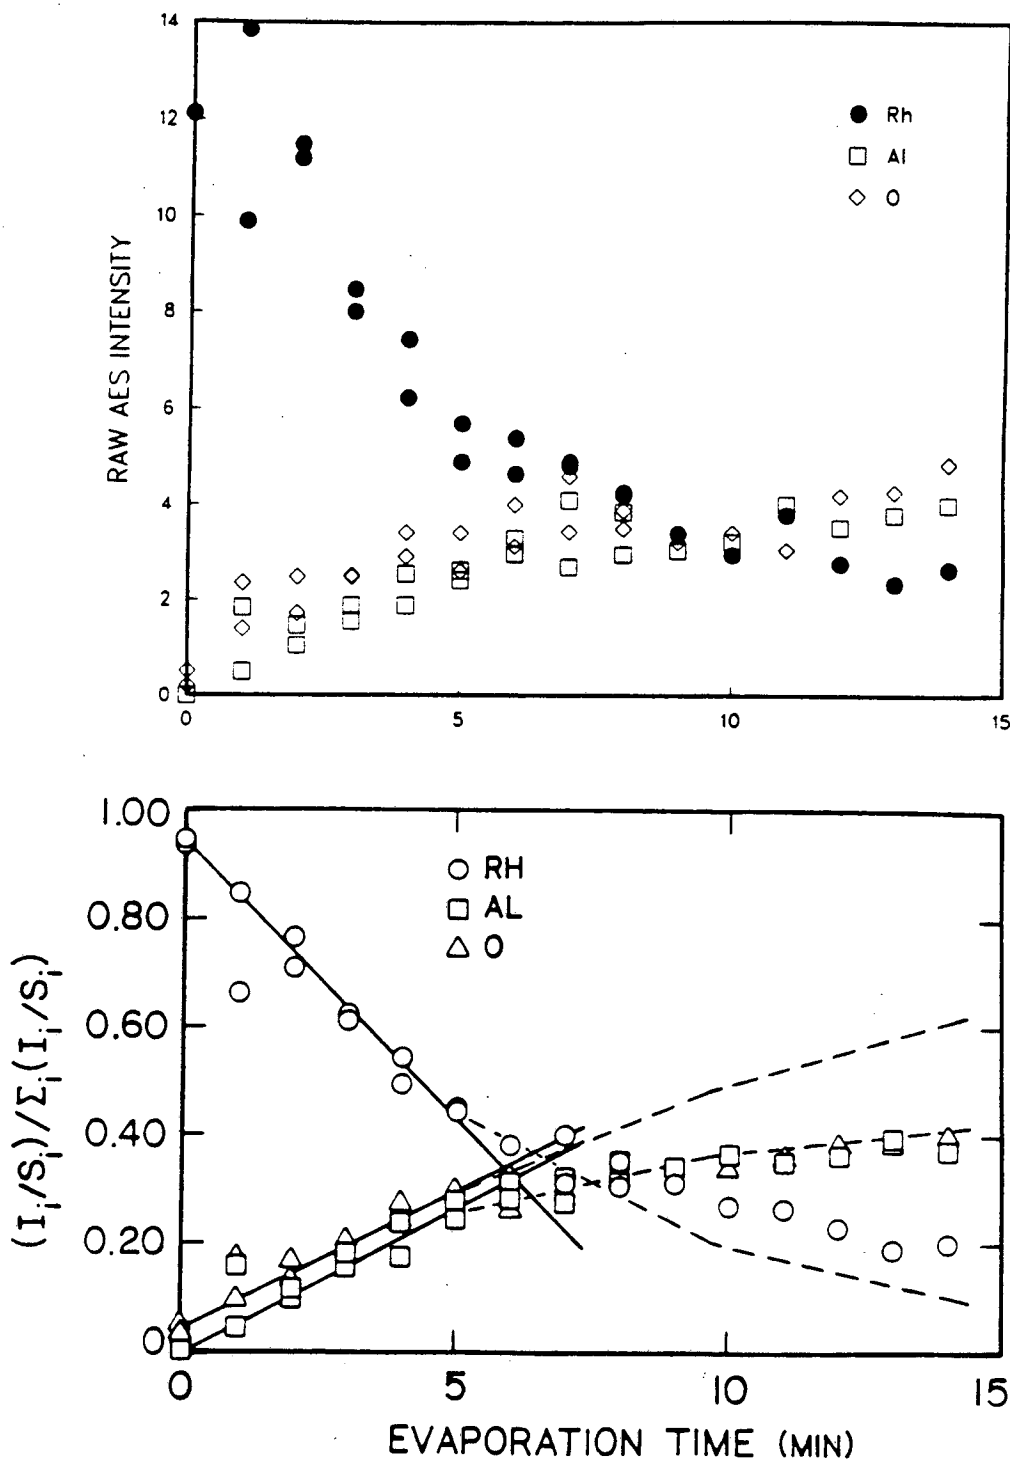 14
12
10
8
6
4
2
0
RAW AES INTENSITY
Rh
Al
O
0
5
10
15
1.00
0.80
0.60
0.40
0.20
0
(I_i/S_i)/Σ_i(I_i/S_i)
RH
AL
O
0
5
10
15
EVAPORATION TIME (MIN)